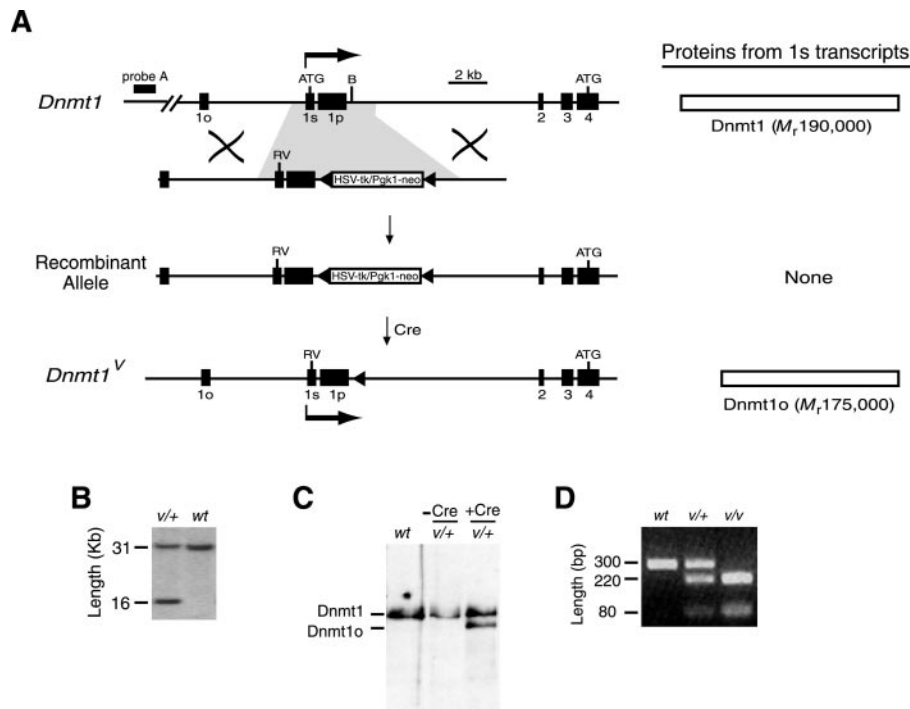 A
Proteins from 1s transcripts
probe A
ATG B 2 kb ATG
Dnmt1
1o 1s 1p 2 3 4
Dnmt1 (Mr190,000)
RV
HSV-tk/Pgk1-neo
RV ATG
Recombinant
Allele
HSV-tk/Pgk1-neo
None
Cre
RV ATG
Dnmt1V
1o 1s 1p 2 3 4
Dnmt1o (Mr175,000)
B
v/+ wt
Length (Kb)
31
16
C
-Cre +Cre
wt v/+ v/+
Dnmt1
Dnmt1o
D
wt v/+ v/v
Length (bp)
300
220
80